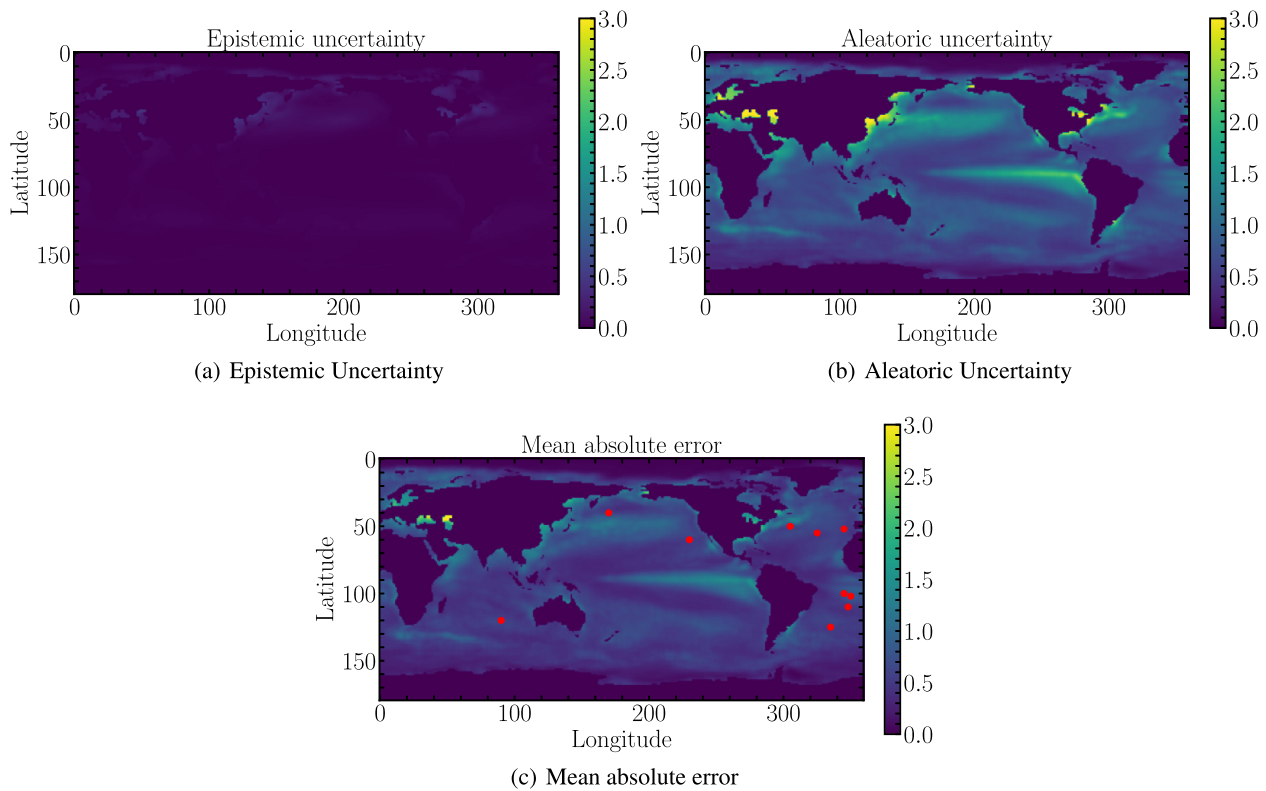 Epistemic uncertainty
0
50
100
150
Latitude
0 100 200 300
Longitude
3.0
2.5
2.0
1.5
1.0
0.5
0.0
(a) Epistemic Uncertainty
Aleatoric uncertainty
0
50
100
150
Latitude
0 100 200 300
Longitude
3.0
2.5
2.0
1.5
1.0
0.5
0.0
(b) Aleatoric Uncertainty
Mean absolute error
0
50
100
150
Latitude
0 100 200 300
Longitude
3.0
2.5
2.0
1.5
1.0
0.5
0.0
(c) Mean absolute error